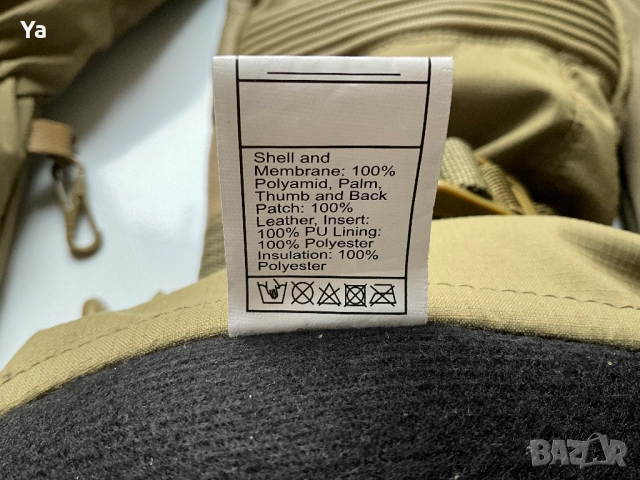 Ya
Shell and
Membrane: 100%
Polyamid, Palm,
Thumb and Back
Patch: 100%
Leather, Insert:
100% PU Lining:
100% Polyester
Insulation: 100%
Polyester
BAZAR